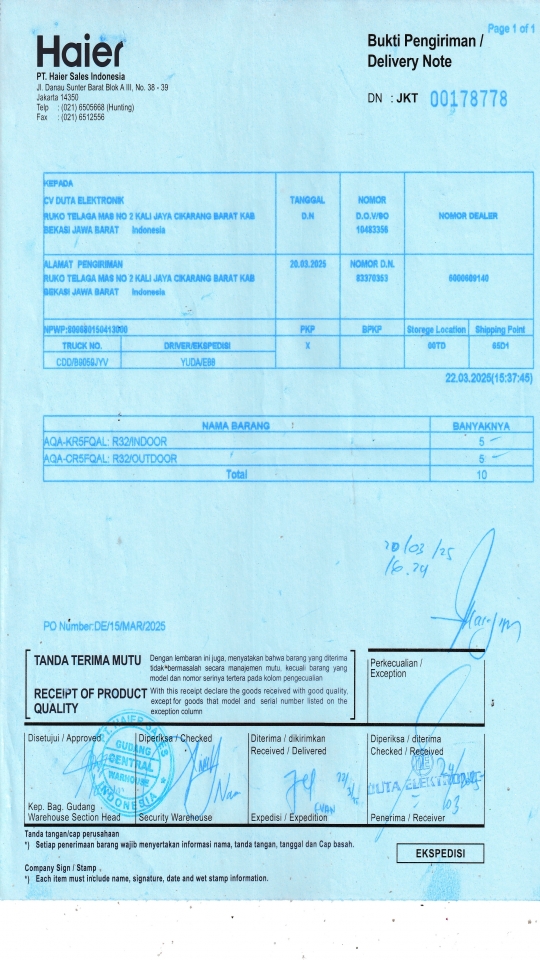 Page 1 of 1
Haier
Bukti Pengiriman /
Delivery Note
PT. Haier Sales Indonesia
Jl. Danau Sunter Barat Blok A III, No. 38 - 39
Jakarta 14350
Telp : (021) 6505668 (Hunting)
Fax : (021) 6512556
DN : JKT 00178778
KEPADA
CV DUTA ELEKTRONIK TANGGAL NOMOR
RUKO TELAGA MAS NO 2 KALI JAYA CIKARANG BARAT KAB D.N D.O.V/SO NOMOR DEALER
BEKASI JAWA BARAT Indonesia 10483356
ALAMAT PENGIRIMAN 20.03.2025 NOMOR D.N.
RUKO TELAGA MAS NO 2 KALI JAYA CIKARANG BARAT KAB 83370353 6000609140
BEKASI JAWA BARAT Indonesia
PKP BPKP Storege Location Shipping Point
TRUCK NO. DRIVER/EKSPEDISI X
CDD/B9059JYV
22.03.2025(15:37:45)
NAMA BARANG BANYAKNYA
AQA-KR5FQAL: R32/INDOOR 5
AQA-CR5FQAL: R32/OUTDOOR 5
Total 10
PO Number:DE/15/MAR/2025
TANDA TERIMA MUTU
Dengan lembaran ini juga, menyatakan bahwa barang yang diterima
tidak bermasalah secara manajemen mutu, kecuali barang yang
model dan nomor serinya tertera pada kolom pengecualian
RECEIPT OF PRODUCT
QUALITY
With this receipt declare the goods received with good quality,
except for goods that model and serial number listed on the
exception column
Perkecualian /
Exception
Disetujui / Approved Diperiksa / Checked Diterima / dikirimkan Diperiksa / diterima
Received / Delivered Checked / Received
GUDANG
CENTRAL
WAREHOUSE
INDONESIA
DUTA ELEKTRONIK
Kep. Bag. Gudang
Warehouse Section Head Security Warehouse Expedisi / Expedition Penerima / Receiver
Tanda tangan/cap perusahaan
*) Setiap penerimaan barang wajib menyertakan informasi nama, tanda tangan, tanggal dan Cap basah.
EKSPEDISI
Company Sign / Stamp
*) Each item must include name, signature, date and wet stamp information.